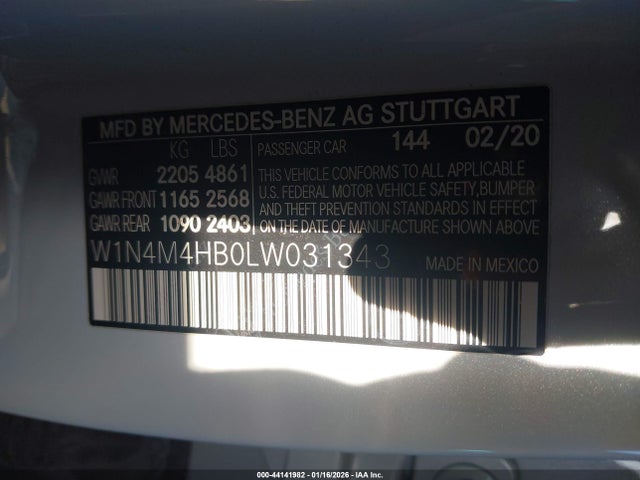 MFD BY MERCEDES-BENZ AG STUTTGART
KG LBS PASSENGER CAR 144 02/20
GVWR 2205 4861
GAWR FRONT 1165 2568
GAWR REAR 1090 2403
THIS VEHICLE CONFORMS TO ALL APPLICABLE
U.S. FEDERAL MOTOR VEHICLE SAFETY, BUMPER
AND THEFT PREVENTION STANDARDS IN EFFECT
ON THE DATE OF MANUFACTURE SHOWN ABOVE
W1N4M4HB0LW031343 MADE IN MEXICO
000-44141982 - 01/16/2026 - IAA Inc.